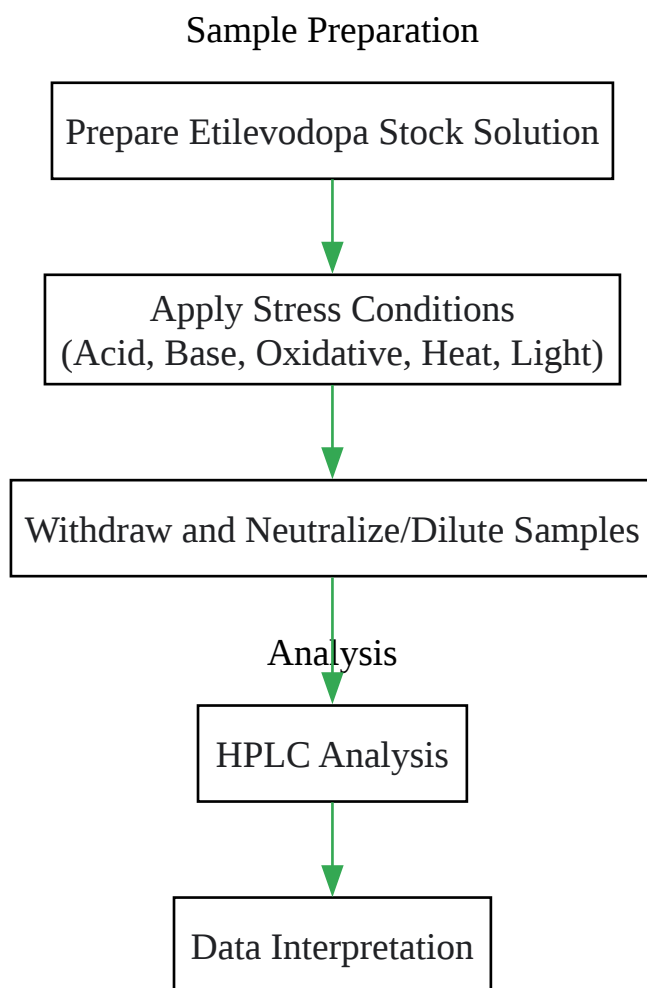 Sample Preparation
Prepare Etilevodopa Stock Solution
Apply Stress Conditions
(Acid, Base, Oxidative, Heat, Light)
Withdraw and Neutralize/Dilute Samples
Analysis
HPLC Analysis
Data Interpretation